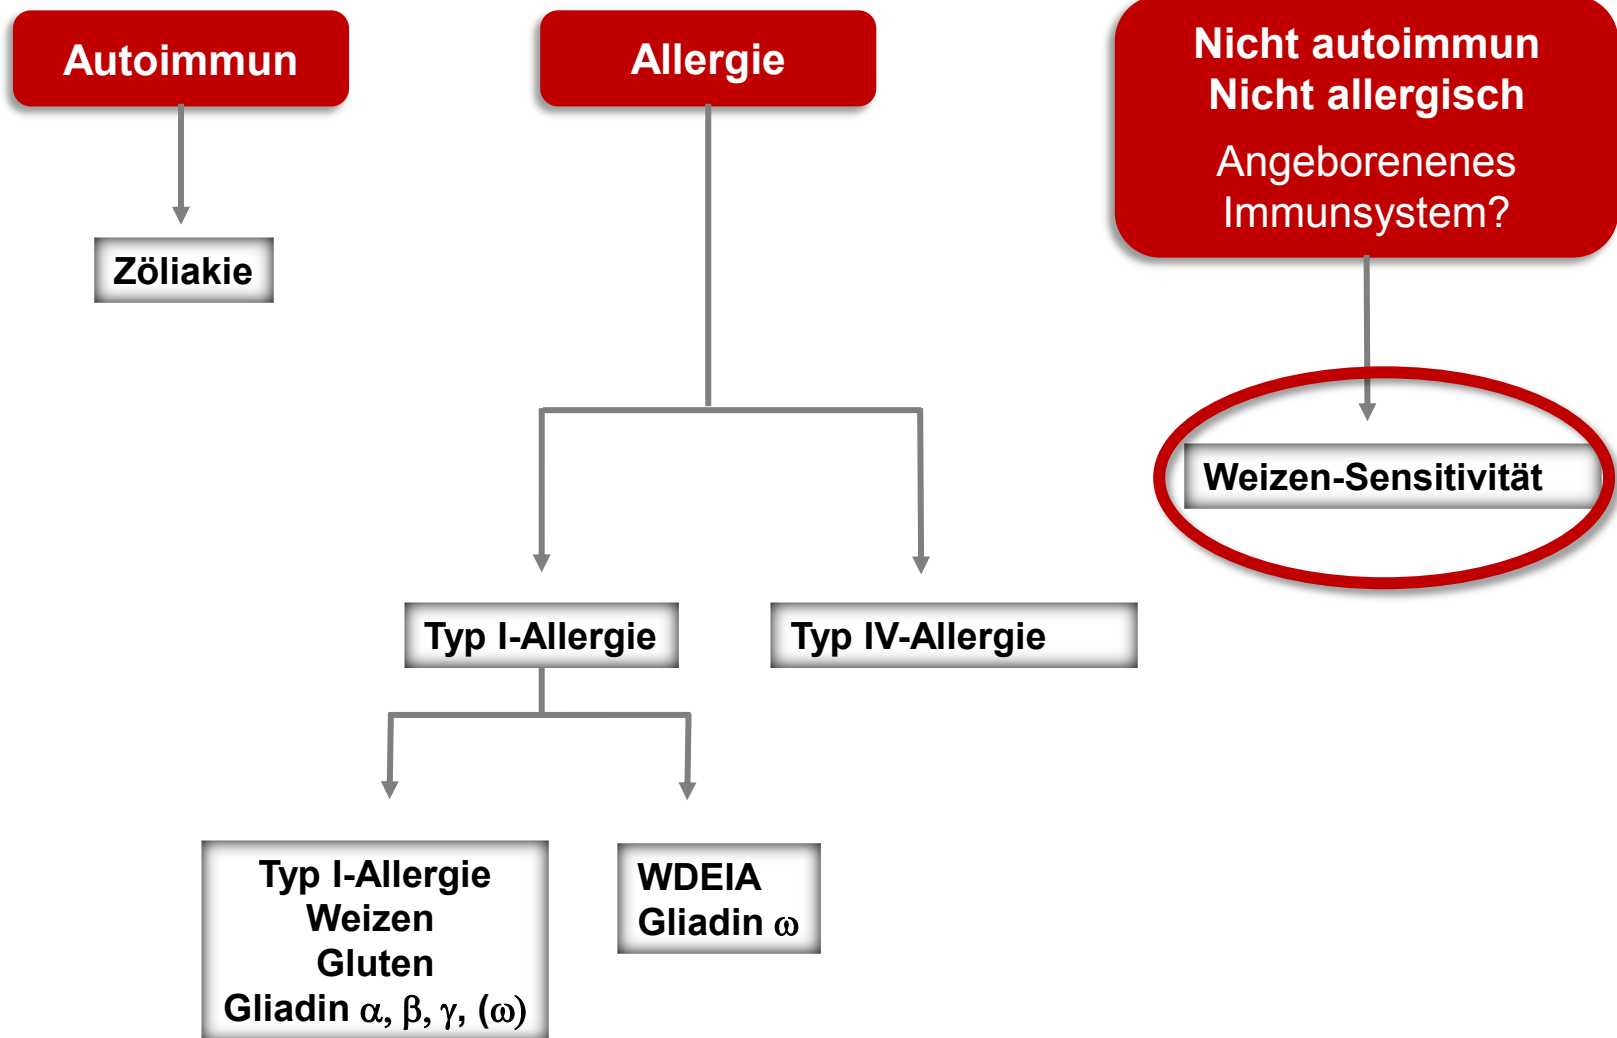 Autoimmun
Allergie
Nicht autoimmun
Nicht allergisch
Angeborenenes
Immunsystem?
Zöliakie
Weizen-Sensitivität
Typ I-Allergie
Typ IV-Allergie
Typ I-Allergie
Weizen
Gluten
Gliadin α, β, γ, (ω)
WDEIA
Gliadin ω